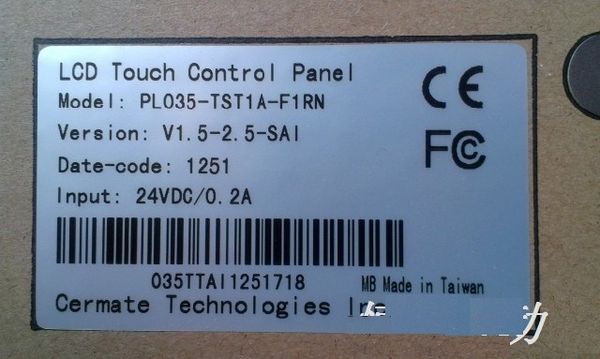 LCD Touch Control Panel
Model: PL035-TST1A-F1RN
Version: V1.5-2.5-SAI
Date-code: 1251
Input: 24VDC/0.2A
CE
FC
035TTAI1251718
MB Made in Taiwan
Cermate Technologies Inc